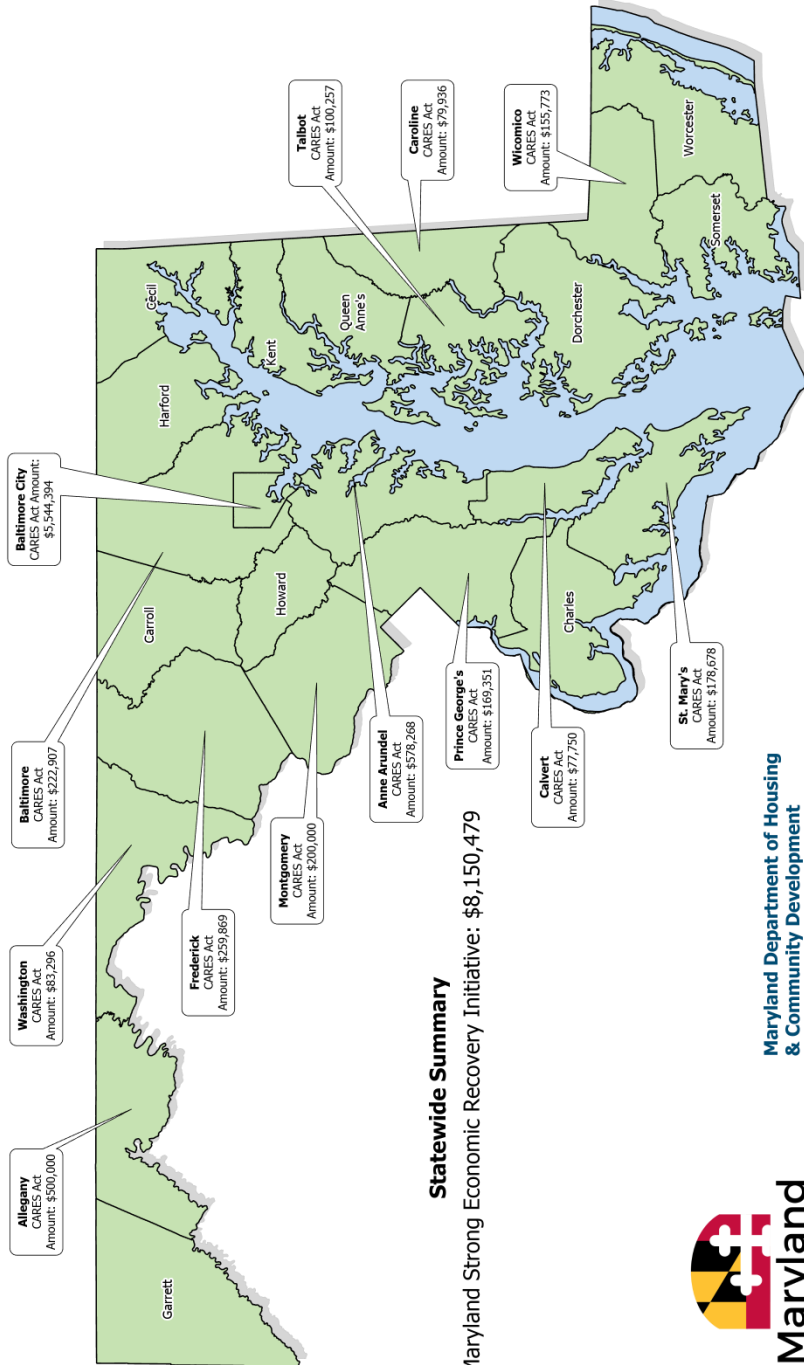 Allegany
CARES Act
Amount: $500,000
Washington
CARES Act
Amount: $83,296
Baltimore
CARES Act
Amount: $222,907
Baltimore City
CARES Act Amount:
$5,544,394
Garrett
Frederick
CARES Act
Amount: $259,869
Carroll
Harford
Cecil
Montgomery
CARES Act
Amount: $200,000
Howard
Kent
Queen
Anne's
Talbot
CARES Act
Amount: $100,257
Anne Arundel
CARES Act
Amount: $578,268
Caroline
CARES Act
Amount: $79,936
Prince George's
CARES Act
Amount: $169,351
Calvert
CARES Act
Amount: $77,750
Charles
Dorchester
Wicomico
CARES Act
Amount: $155,773
St. Mary's
CARES Act
Amount: $178,678
Somerset
Worcester
Statewide Summary
Maryland Strong Economic Recovery Initiative: $8,150,479
Maryland
Maryland Department of Housing
& Community Development